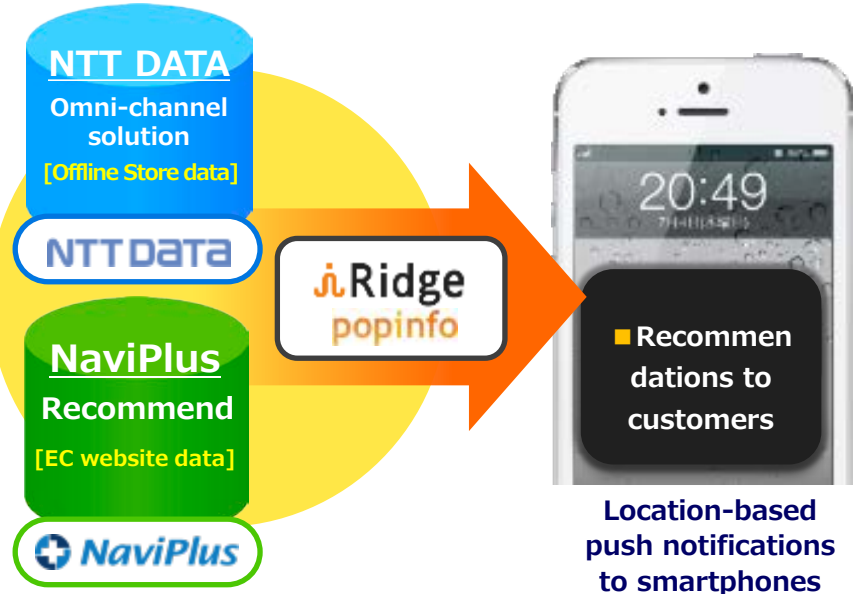 NTT DATA
Omni-channel
solution
[Offline Store data]
NTT DATA
NaviPlus
Recommend
[EC website data]
NaviPlus
iRidge
popinfo
20:49
■Recommen
dations to
customers
Location-based
push notifications
to smartphones